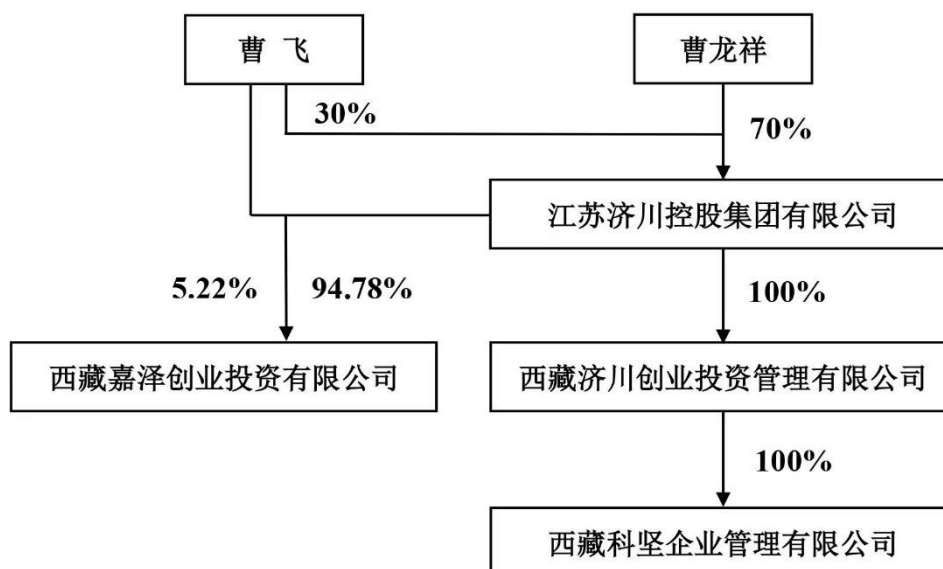 曹 飞
曹龙祥
30%
70%
江苏济川控股集团有限公司
5.22%
94.78%
100%
西藏嘉泽创业投资有限公司
西藏济川创业投资管理有限公司
100%
西藏科坚企业管理有限公司